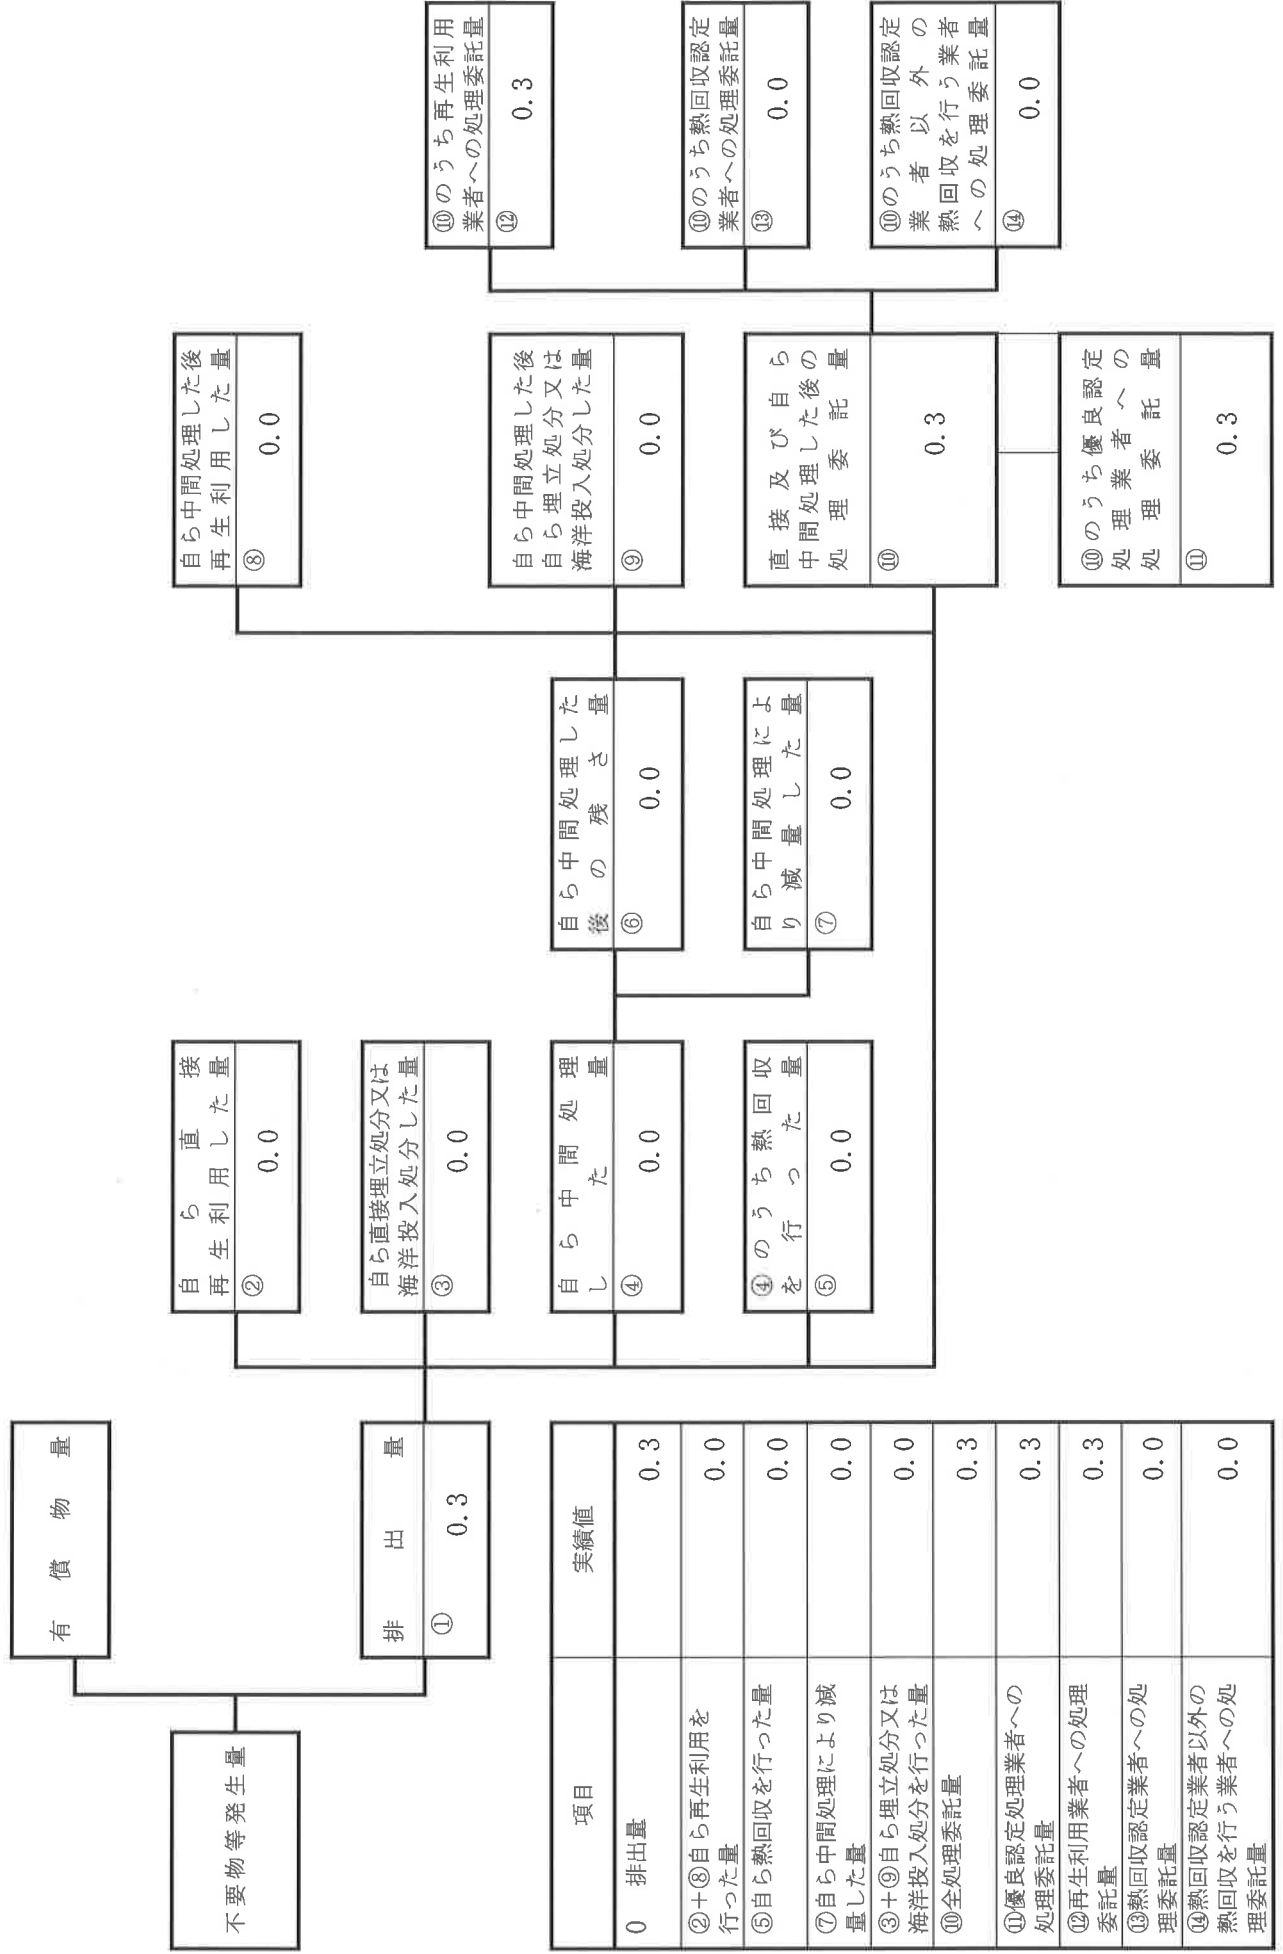 不要物等発生量
有償物量
排出量
① 0.3
自ら直接
再生利用した量
② 0.0
自ら直接埋立処分又は
海洋投入処分した量
③ 0.0
自ら中間処理
した量
④ 0.0
④のうち熱回収
を行った量
⑤ 0.0
自ら中間処理した
後の残さ量
⑥ 0.0
自ら中間処理によ
り減量した量
⑦ 0.0
自ら中間処理した後
再生利用した量
⑧ 0.0
自ら中間処理した後
自ら埋立処分又は
海洋投入処分した量
⑨ 0.0
直接及び自ら
中間処理した後の
処理委託量
⑩ 0.3
⑩のうち優良認定
処理業者への
処理委託量
⑪ 0.3
⑩のうち再生利用
業者への処理委託量
⑫ 0.3
⑩のうち熱回収認定
業者への処理委託量
⑬ 0.0
⑩のうち熱回収認定
業者以外の
熱回収を行う業者
への処理委託量
⑭ 0.0
項目 実績値
0 排出量 0.3
②+⑧自ら再生利用を
行った量 0.0
⑤自ら熱回収を行った量 0.0
⑦自ら中間処理により減
量した量 0.0
③+⑨自ら埋立処分又は
海洋投入処分を行った量 0.0
⑩全処理委託量 0.3
⑪優良認定処理業者への
処理委託量 0.3
⑫再生利用業者への処理
委託量 0.3
⑬熱回収認定業者への処
理委託量 0.0
⑭熱回収認定業者以外の
熱回収を行う業者への処
理委託量 0.0